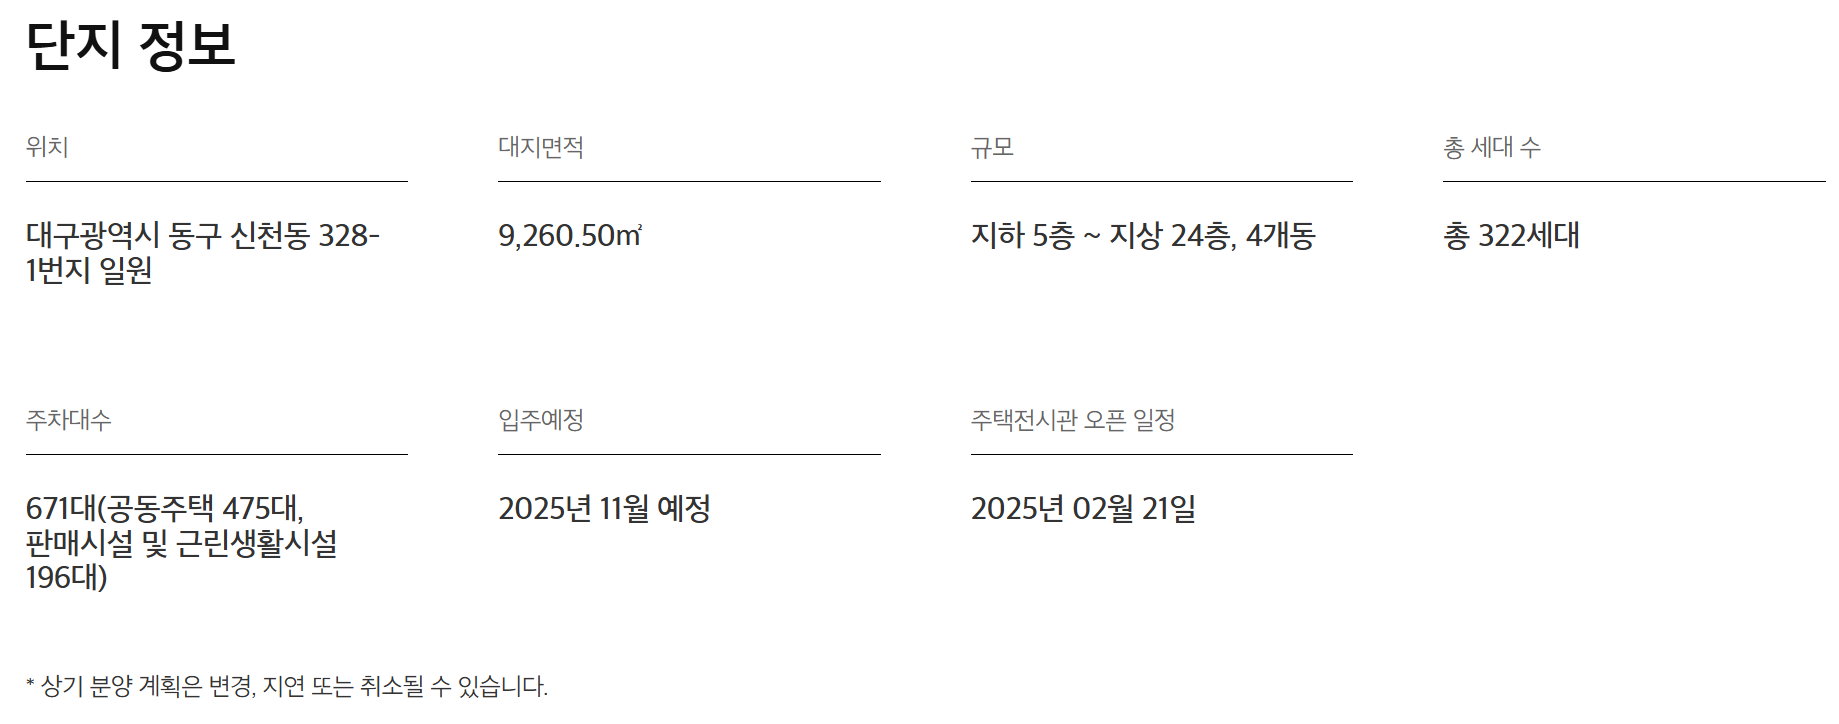 단지 정보
위치
대지면적
규모
총 세대 수
대구광역시 동구 신천동 328-
1번지 일원
9,260.50㎡
지하 5층 ~ 지상 24층, 4개동
총 322세대
주차대수
입주예정
주택전시관 오픈 일정
671대(공동주택 475대,
판매시설 및 근린생활시설
196대)
2025년 11월 예정
2025년 02월 21일
* 상기 분양 계획은 변경, 지연 또는 취소될 수 있습니다.